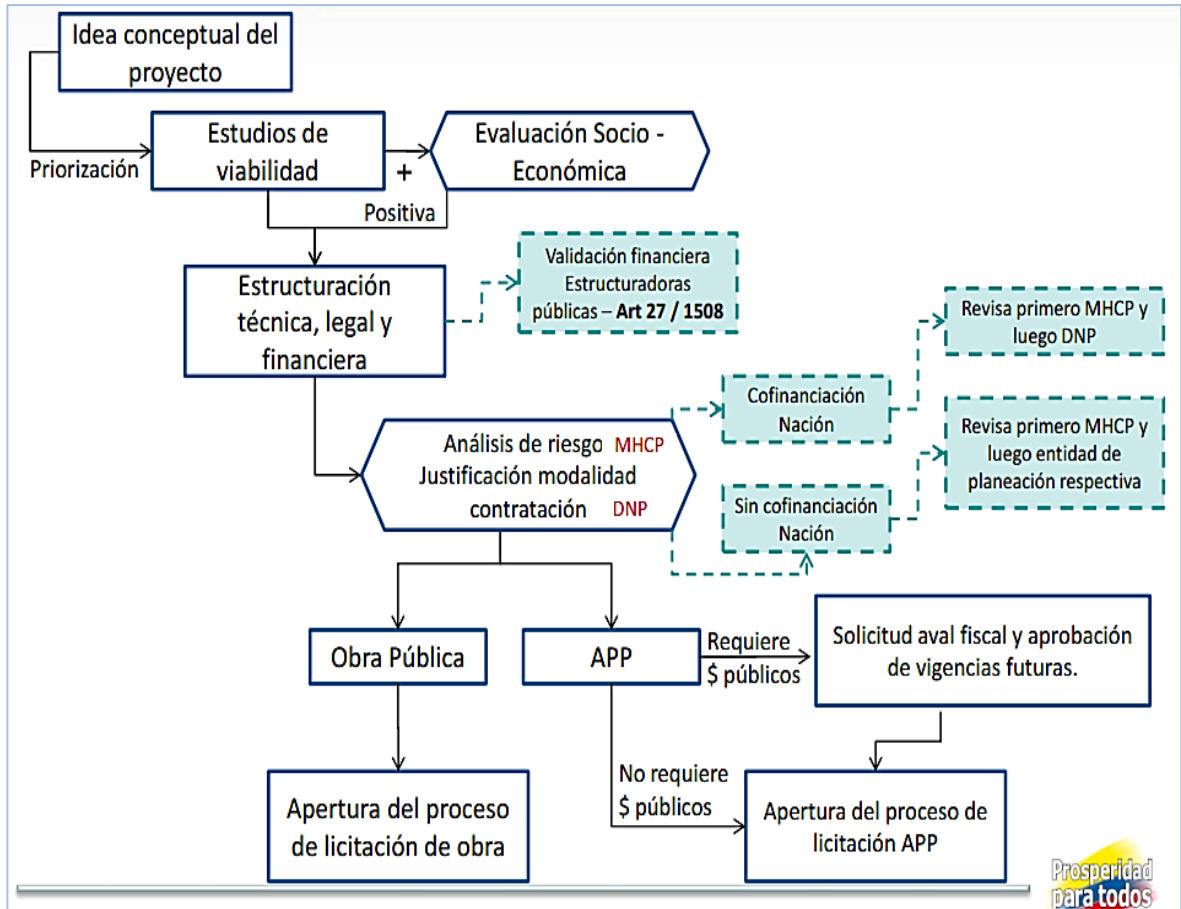 Idea conceptual del
proyecto
Priorización
Estudios de
viabilidad
+
Evaluación Socio -
Económica
Positiva
Estructuración
técnica, legal y
financiera
Validación financiera
Estructuradoras
públicas – Art 27 / 1508
Revisa primero MHCP y
luego DNP
Cofinanciación
Nación
Revisa primero MHCP y
luego entidad de
planeación respectiva
Sin cofinanciación
Nación
Análisis de riesgo MHCP
Justificación modalidad
contratación DNP
Obra Pública
APP
Requiere
$ públicos
Solicitud aval fiscal y aprobación
de vigencias futuras.
No requiere
$ públicos
Apertura del proceso
de licitación de obra
Apertura del proceso de
licitación APP
Prosperidad
para todos